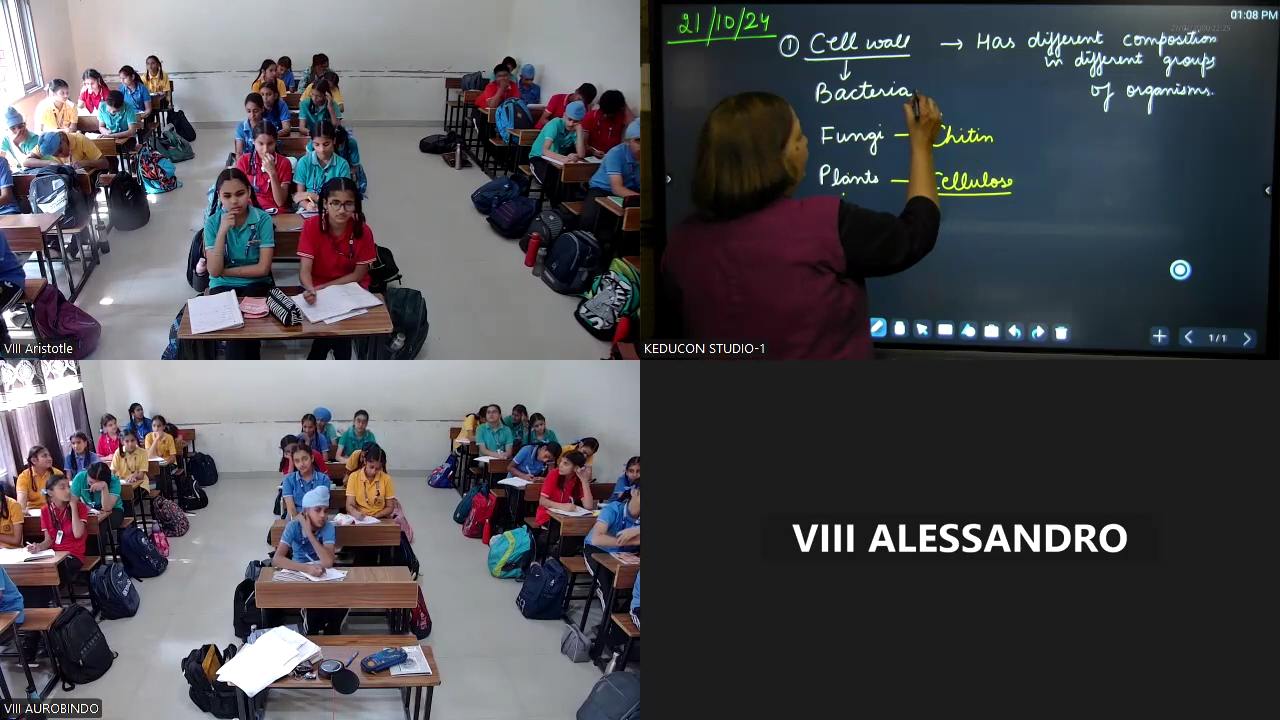 VIII Aristotle
01:08 PM
21/10/24
① Cell wall → Has different composition
in different groups
of organisms.
Bacteria
Fungi – Chitin
Plants – Cellulose
1/1
KEDUCON STUDIO-1
VIII AUROBINDO
VIII ALESSANDRO